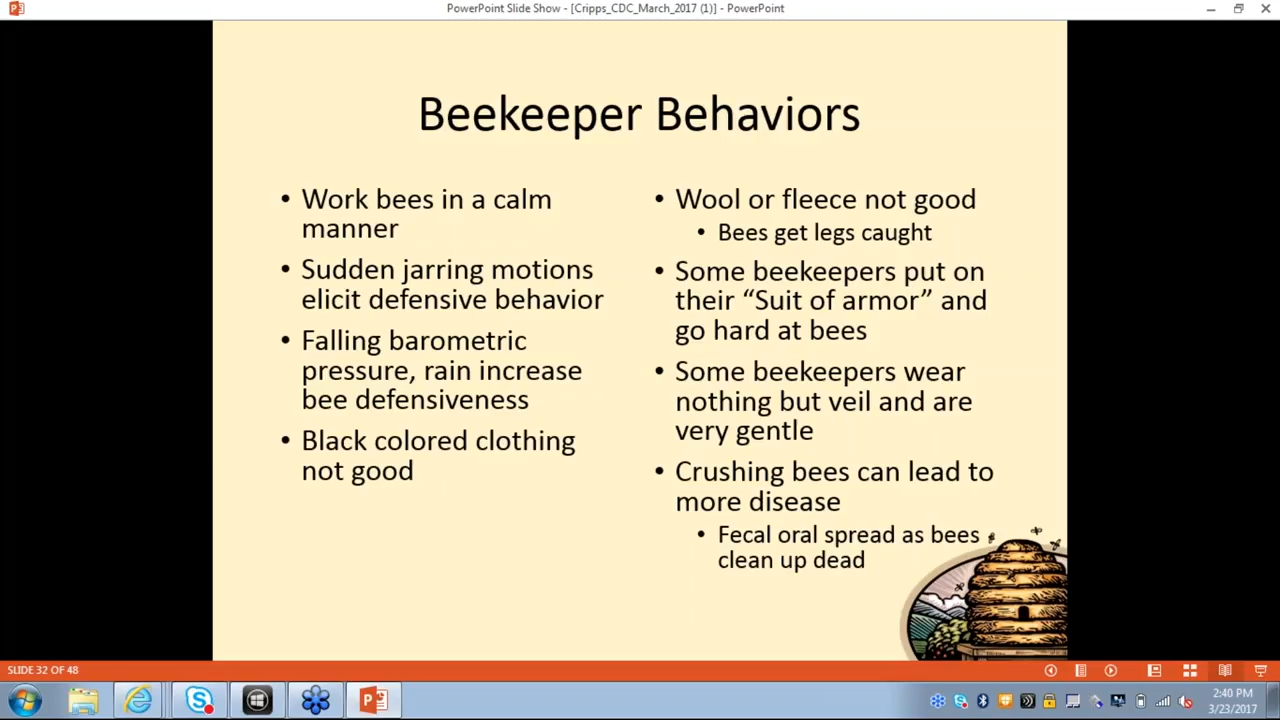 PowerPoint Slide Show - [Cripps_CDC_March_2017 (1)] - PowerPoint
Beekeeper Behaviors
• Work bees in a calm
manner
• Sudden jarring motions
elicit defensive behavior
• Falling barometric
pressure, rain increase
bee defensiveness
• Black colored clothing
not good
• Wool or fleece not good
• Bees get legs caught
• Some beekeepers put on
their “Suit of armor” and
go hard at bees
• Some beekeepers wear
nothing but veil and are
very gentle
• Crushing bees can lead to
more disease
• Fecal oral spread as bees
clean up dead
SLIDE 32 OF 48
2:40 PM
3/23/2017